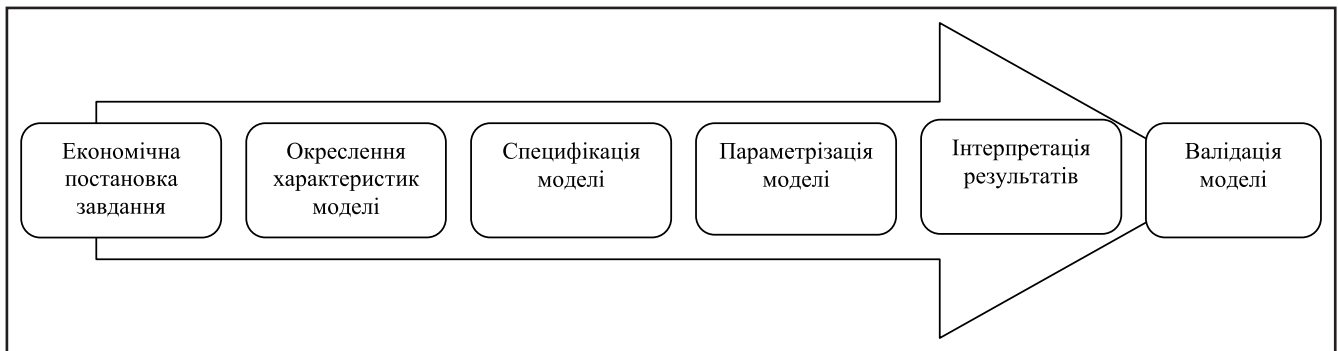 Економічна
постановка
завдання
Окреслення
характеристик
моделі
Специфікація
моделі
Параметрізація
моделі
Інтерпретація
результатів
Валідація
моделі